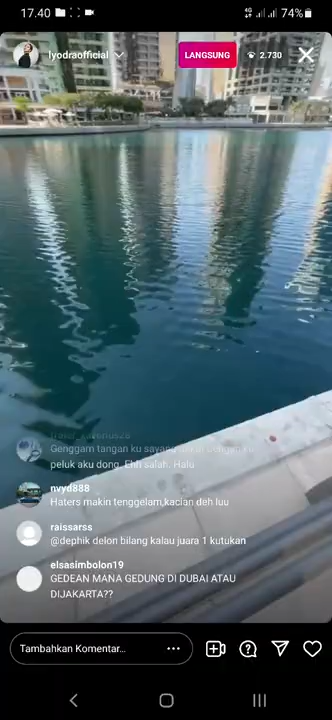 17.40
4G
74%
lyodraofficial
LANGSUNG
2.730
Genggam tangan ku sayang
peluk aku dong. Ehh salah. Halu
nvyd888
Haters makin tenggelam,kacian deh luu
raissarss
@dephik delon bilang kalau juara 1 kutukan
elsasimbolon19
GEDEAN MANA GEDUNG DI DUBAI ATAU
DIJAKARTA??
Tambahkan Komentar...